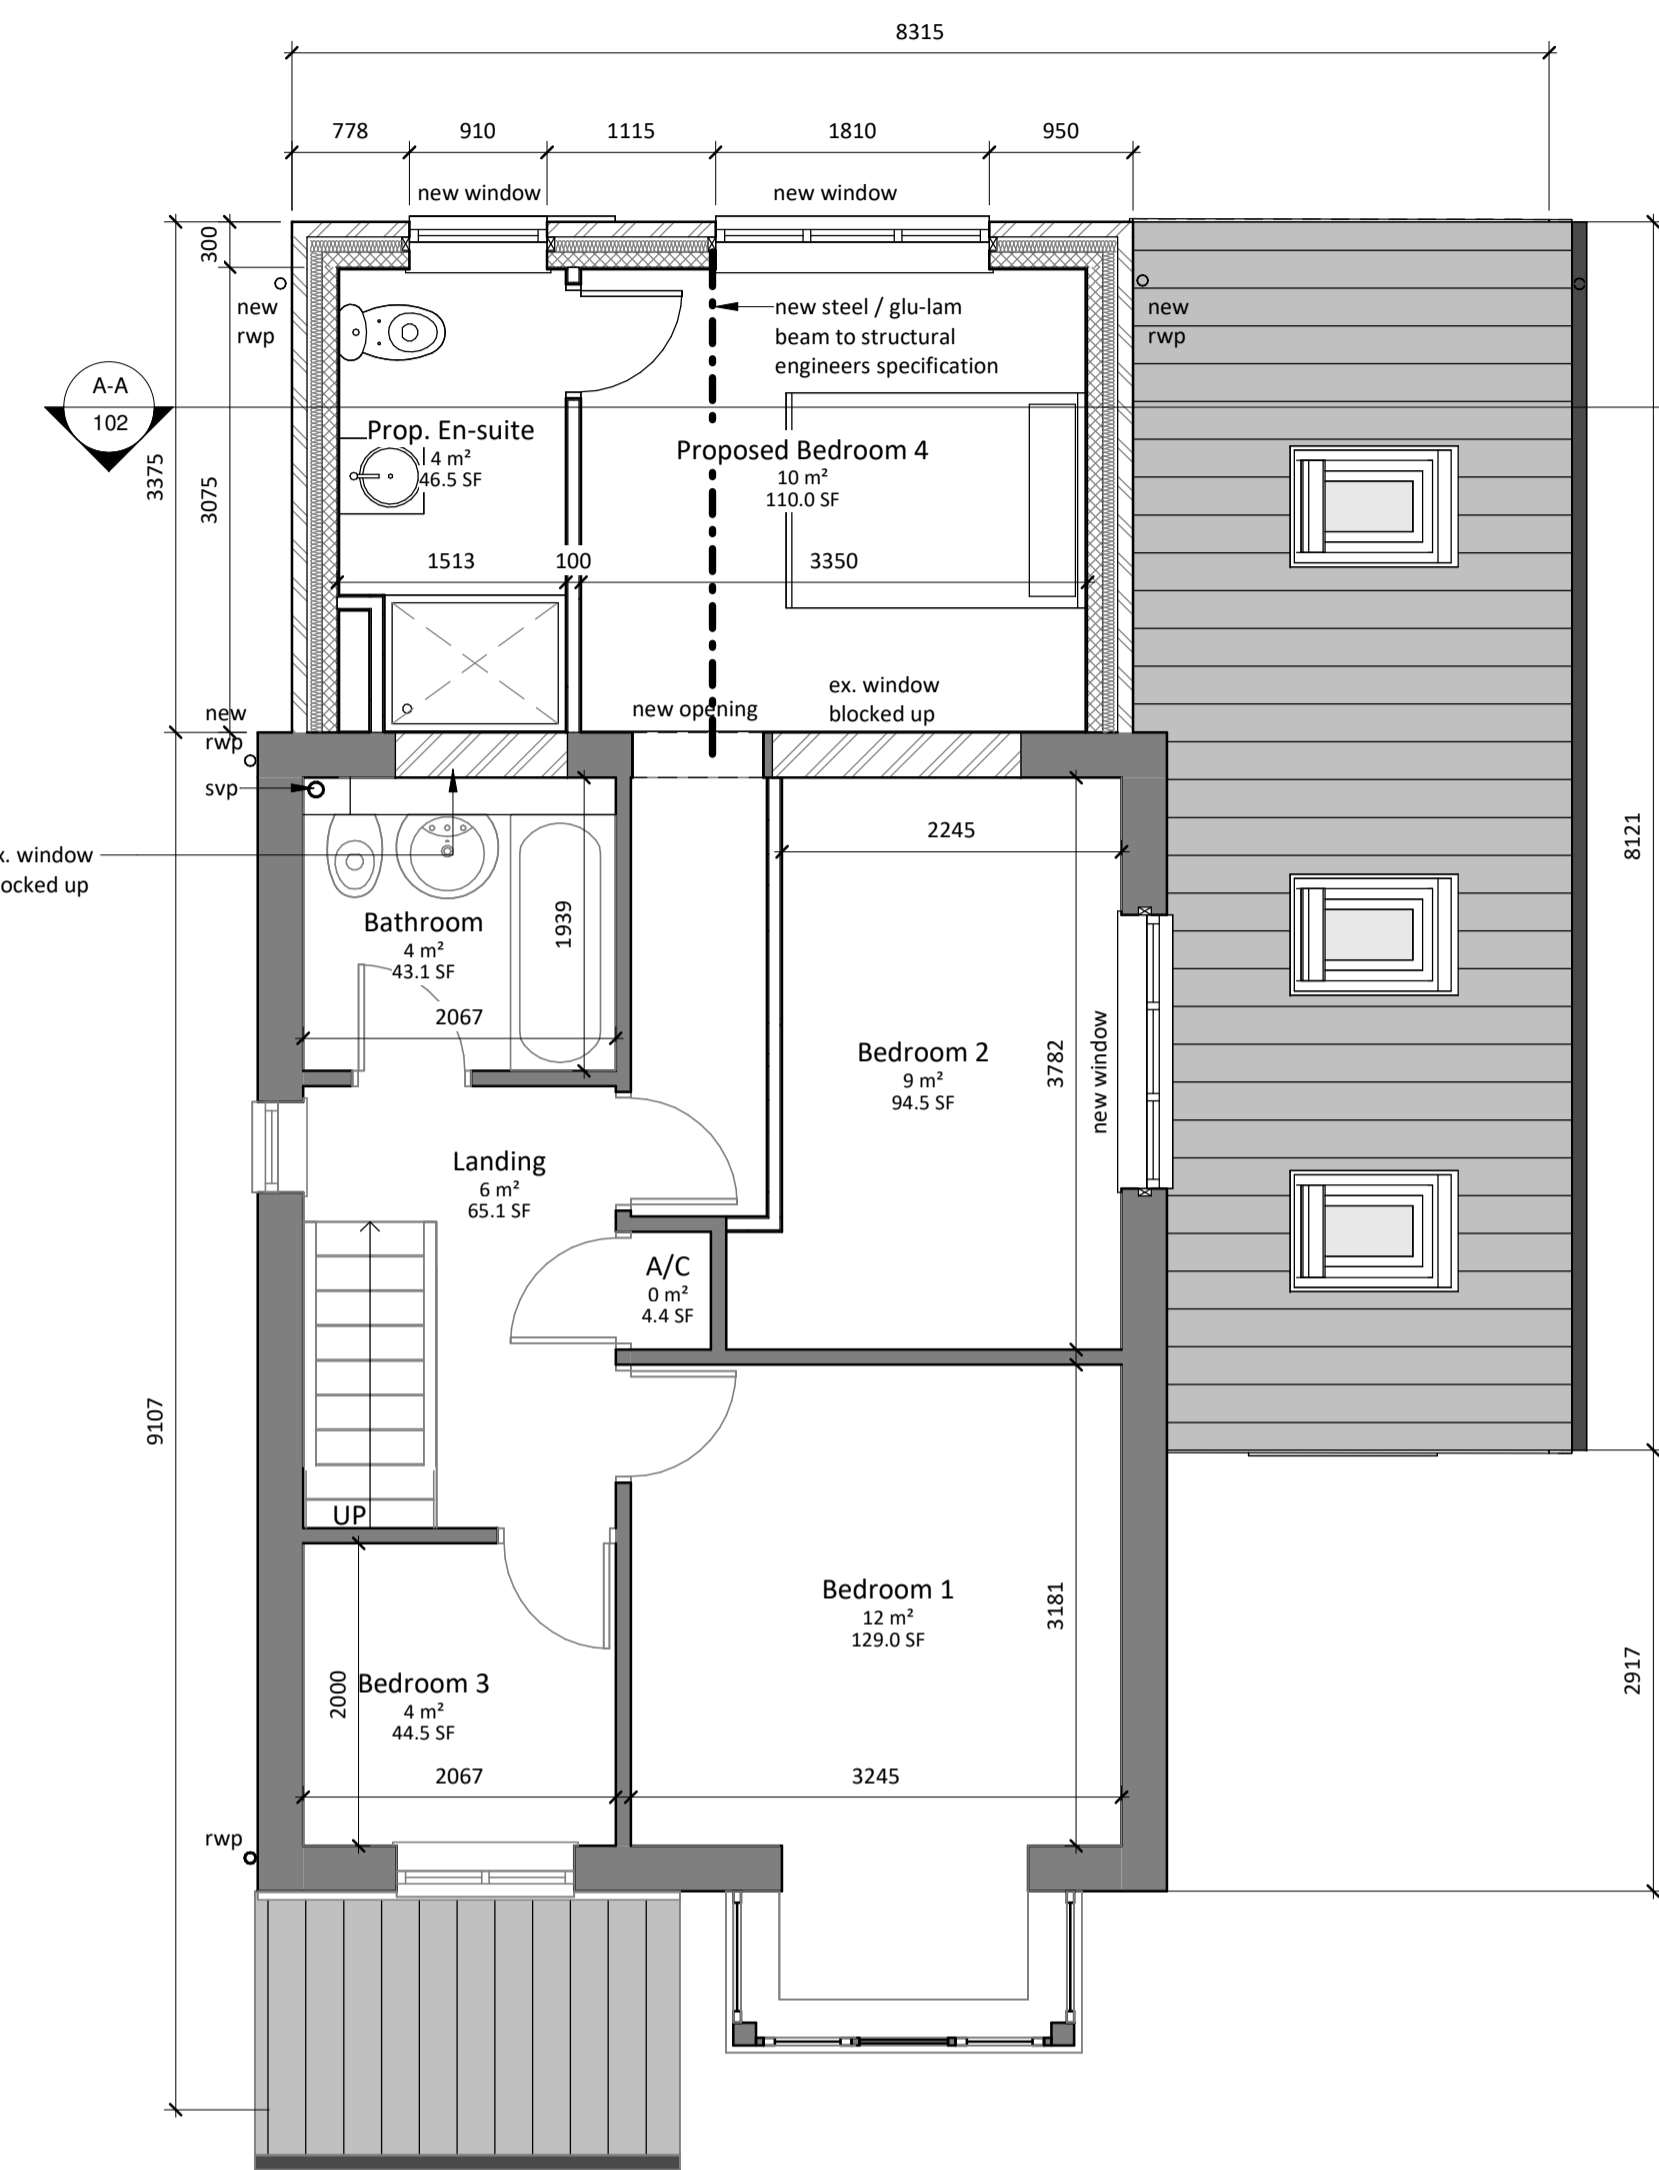 8315
778
910
1115
1810
950
new window
new window
300
new
rwp
new steel / glu-lam
beam to structural
engineers specification
new
rwp
A-A
102
3375
3075
Prop. En-suite
4 m²
46.5 SF
Proposed Bedroom 4
10 m²
110.0 SF
1513
100
3350
ex. window
blocked up
new opening
new
rwp
svp
x. window
ocked up
2245
8121
1939
Bathroom
4 m²
43.1 SF
2067
Bedroom 2
9 m²
94.5 SF
3782
new window
Landing
6 m²
65.1 SF
A/C
0 m²
4.4 SF
9107
UP
Bedroom 1
12 m²
129.0 SF
3181
2917
2000
Bedroom 3
4 m²
44.5 SF
2067
3245
rwp